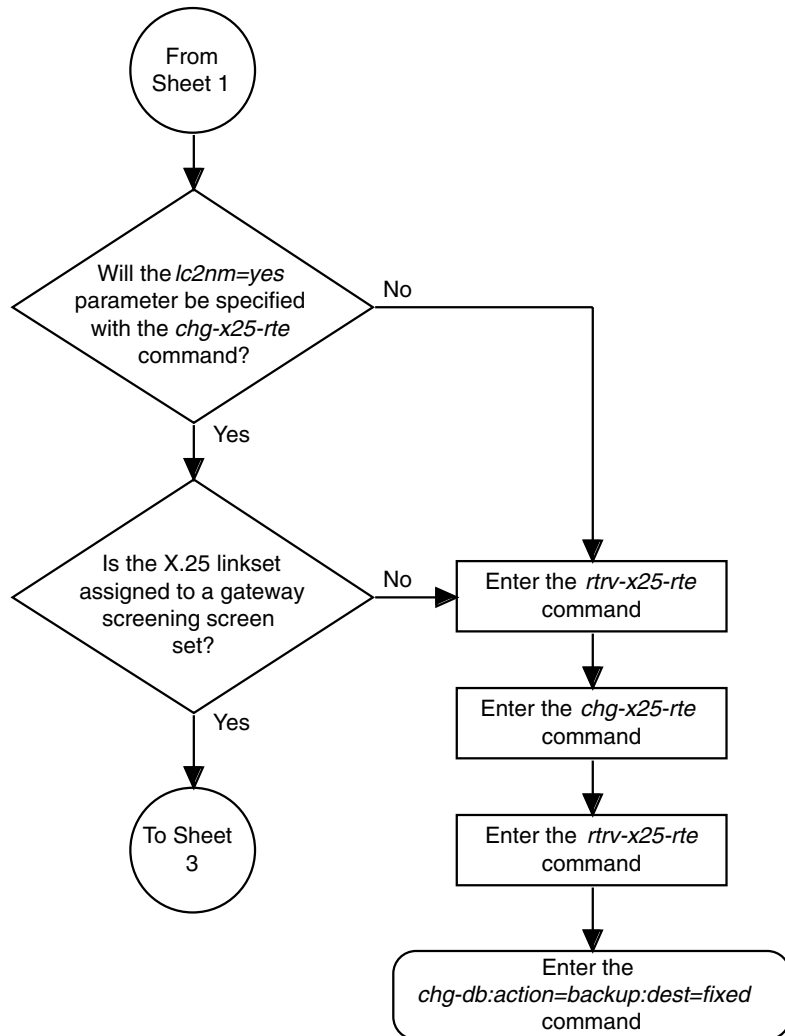 From
Sheet 1
Will the lc2nm=yes
parameter be specified
with the chg-x25-rte
command?
No
Yes
Is the X.25 linkset
assigned to a gateway
screening screen
set?
No
Yes
To Sheet
3
Enter the rtrv-x25-rte
command
Enter the chg-x25-rte
command
Enter the rtrv-x25-rte
command
Enter the
chg-db:action=backup:dest=fixed
command